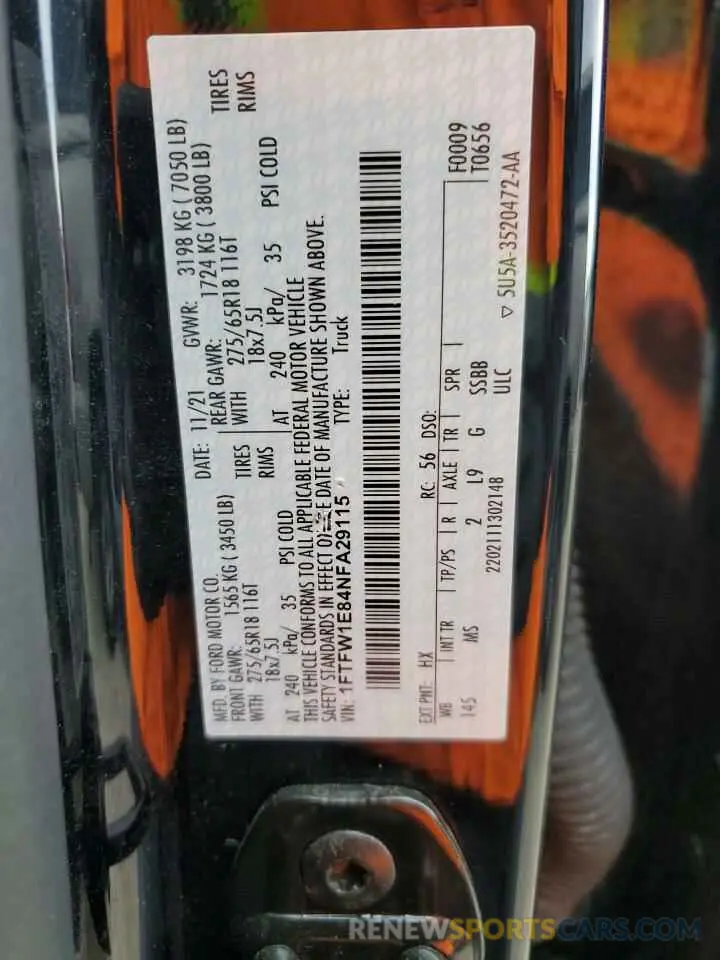 MFD. BY FORD MOTOR CO.
DATE: 11/21 GVWR: 3198 KG ( 7050 LB)
FRONT GAWR: 1565 KG ( 3450 LB) REAR GAWR: 1724 KG ( 3800 LB)
WITH 275/65R18 116T TIRES WITH 275/65R18 116T TIRES
18x7.5J RIMS 18x7.5J RIMS
AT 240 kPa/ 35 PSI COLD AT 240 kPa/ 35 PSI COLD
THIS VEHICLE CONFORMS TO ALL APPLICABLE FEDERAL MOTOR VEHICLE
SAFETY STANDARDS IN EFFECT ON DATE OF MANUFACTURE SHOWN ABOVE.
VIN: 1FTFW1E84NFA29115 TYPE: Truck
EXT PNT: HX RC: 56 DSO: F0009
WB INT TR TP/PS R AXLE TR SPR T0656
145 MS 2 L9 G SSBB
2202111302148 ULC
▽ 5U5A-3520472-AA
RENEWSPORTSCARS.COM